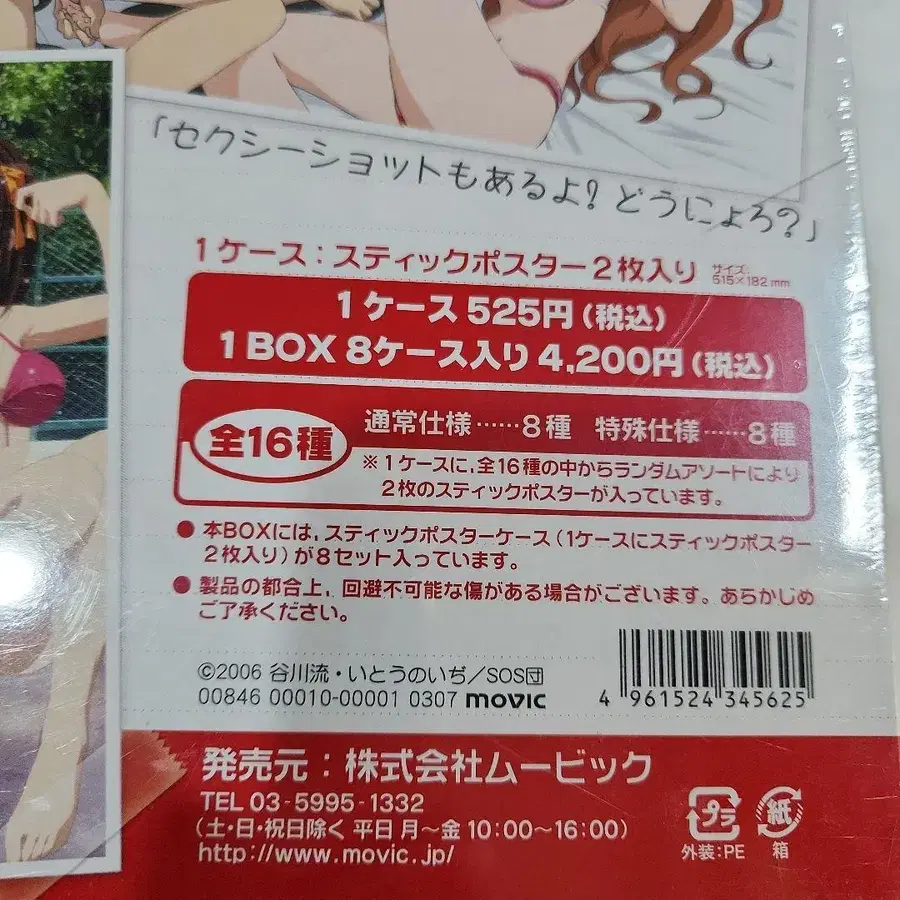 「セクシーショットもあるよ? どうにょろ?」
1ケース:スティックポスター2枚入り サイズ:515×182mm
1ケース 525円(税込)
1BOX 8ケース入り 4,200円(税込)
全16種
通常仕様……8種 特殊仕様……8種
※1ケースに、全16種の中からランダムアソートにより
2枚のスティックポスターが入っています。
●本BOXには、スティックポスターケース(1ケースにスティックポスター
2枚入り)が8セット入っています。
●製品の都合上、回避不可能な傷がある場合がございます。あらかじめ
ご了承ください。
©2006 谷川流・いとうのいぢ/SOS団
00846 00010-00001 0307 movic
4 961524 345625
発売元:株式会社ムービック
TEL 03-5995-1332
(土・日・祝日除く 平日 月~金 10:00~16:00)
http://www.movic.jp/
プラ 紙
外装:PE 箱